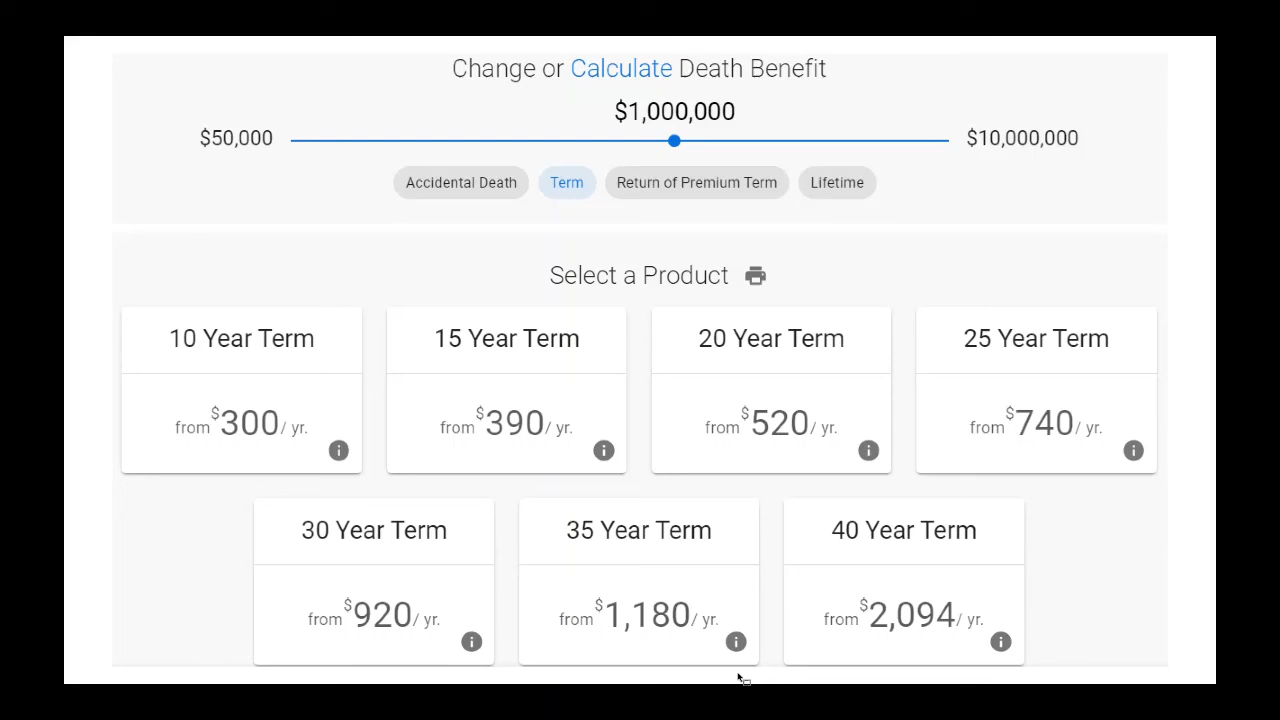 Change or Calculate Death Benefit
$1,000,000
$50,000
$10,000,000
Accidental Death
Term
Return of Premium Term
Lifetime
Select a Product
10 Year Term
from $300/ yr.
15 Year Term
from $390/ yr.
20 Year Term
from $520/ yr.
25 Year Term
from $740/ yr.
30 Year Term
from $920/ yr.
35 Year Term
from $1,180/ yr.
40 Year Term
from $2,094/ yr.